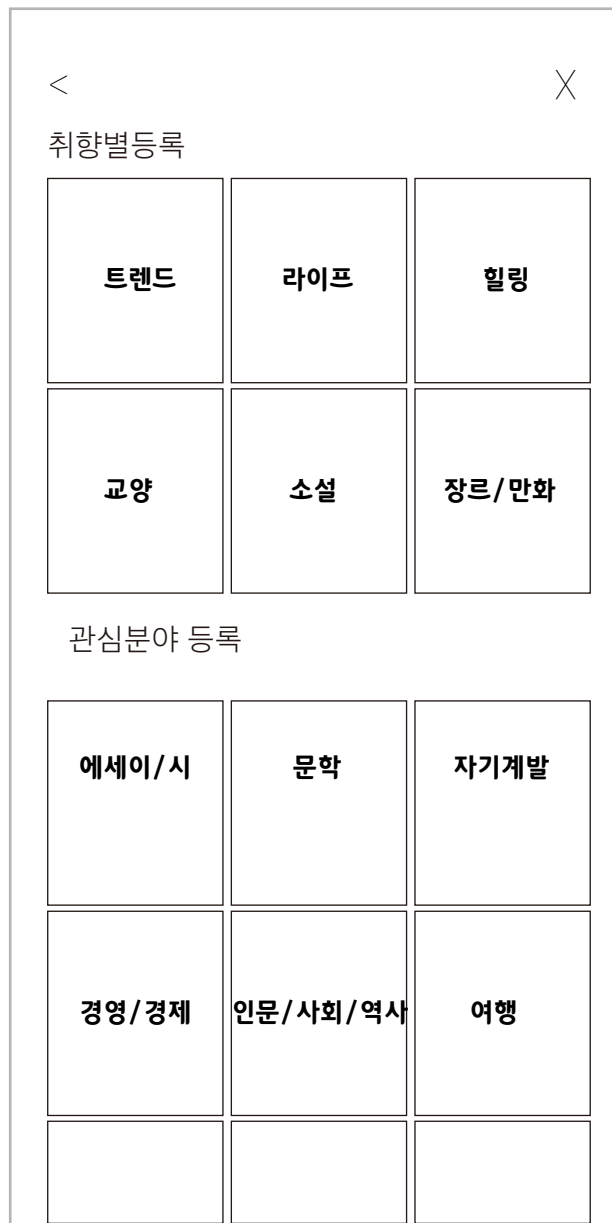 < X
취향별등록
트렌드 라이프 힐링
교양 소설 장르/만화
관심분야 등록
에세이/시 문학 자기계발
경영/경제 인문/사회/역사 여행